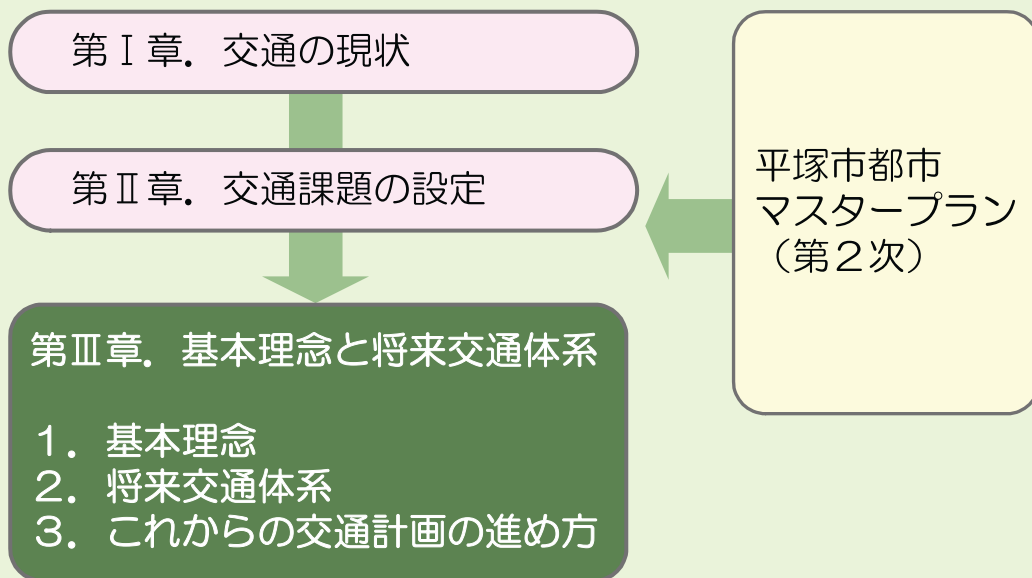 第Ⅰ章．交通の現状
第Ⅱ章．交通課題の設定
平塚市都市
マスタープラン
（第２次）
第Ⅲ章．基本理念と将来交通体系
１．基本理念
２．将来交通体系
３．これからの交通計画の進め方